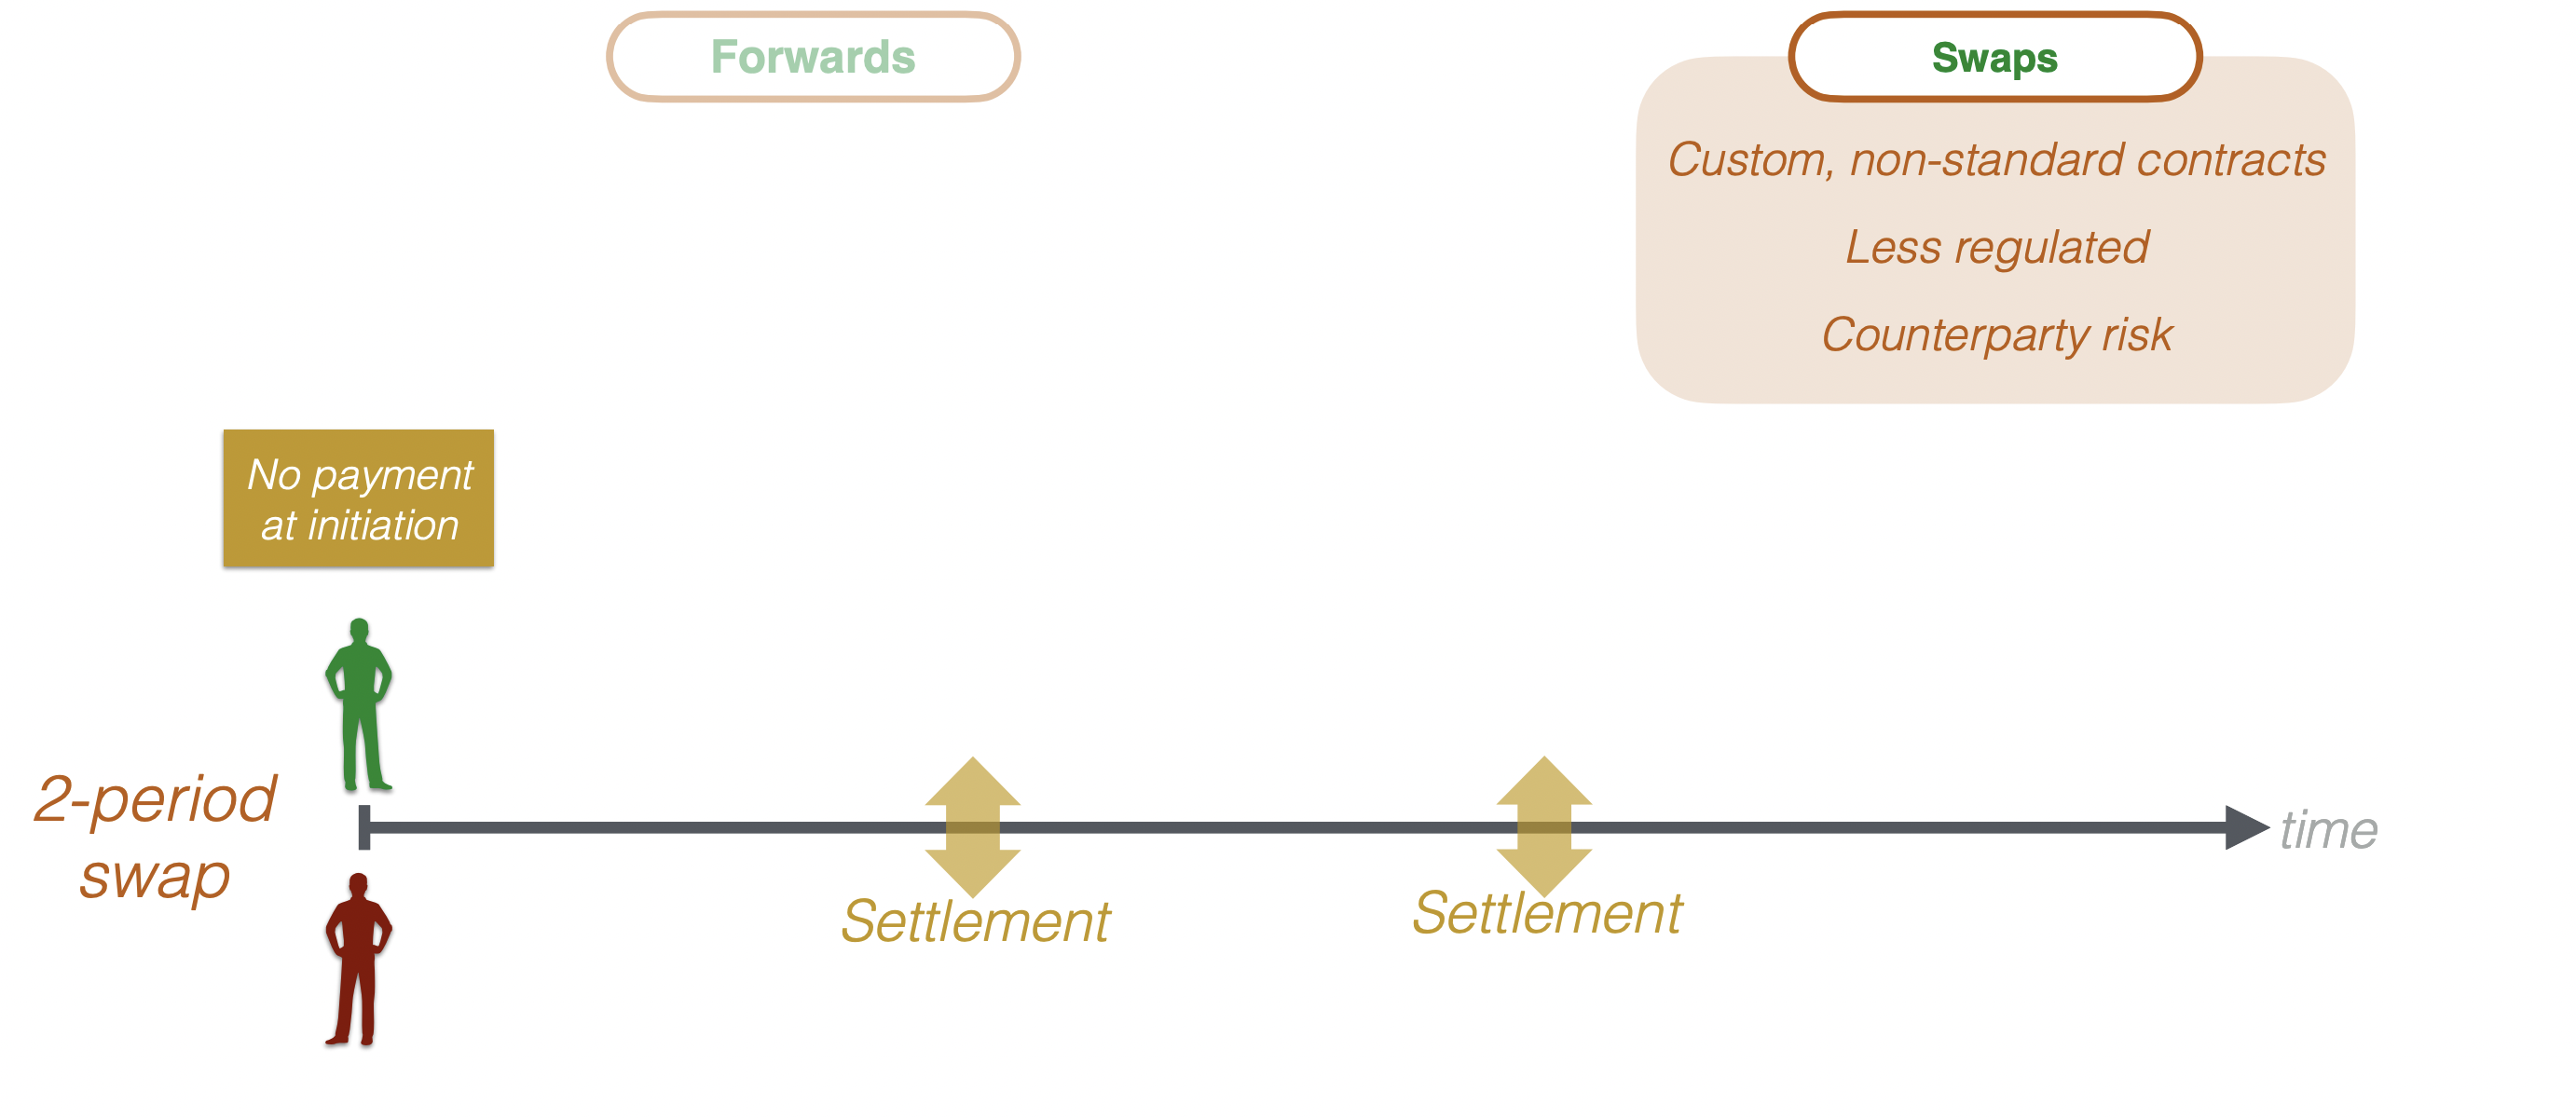 Forwards
Swaps
Custom, non-standard contracts
Less regulated
Counterparty risk
No payment
at initiation
2-period
swap
time
Settlement
Settlement